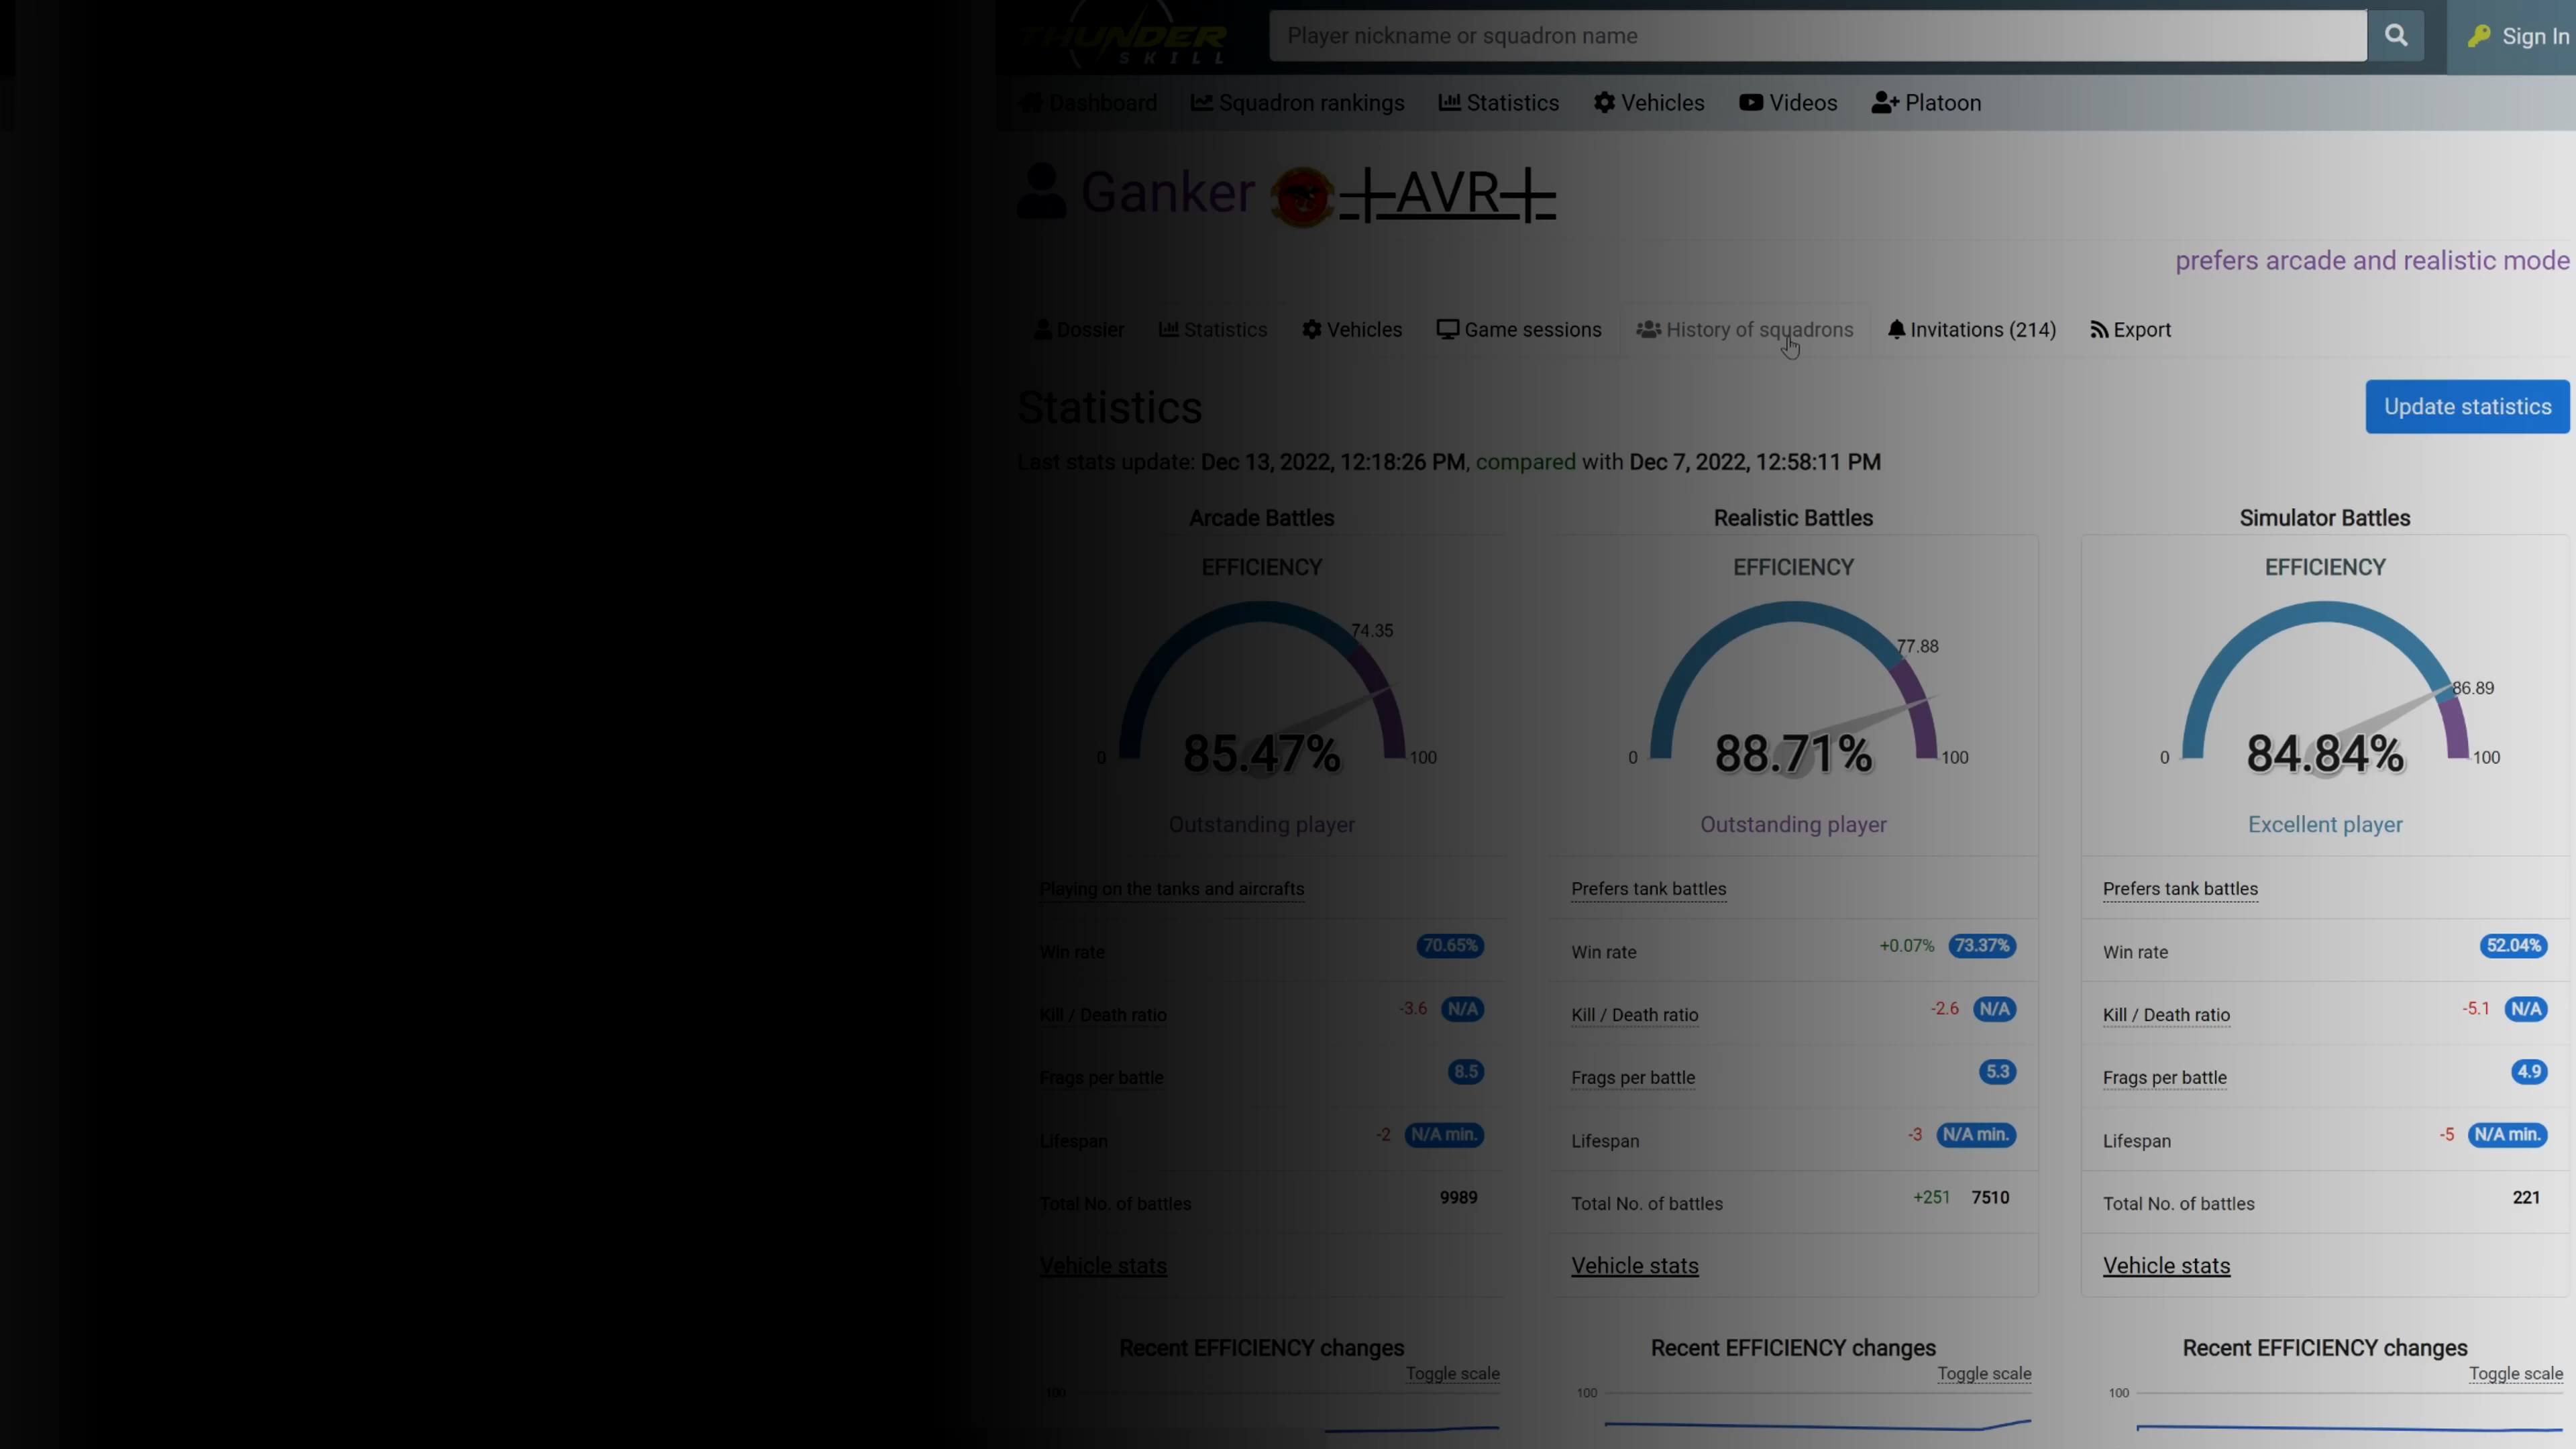 THUNDER
SKILL
Player nickname or squadron name
Sign In
Dashboard Squadron rankings Statistics Vehicles Videos Platoon
Ganker ╪AVR╪
prefers arcade and realistic mode
Dossier Statistics Vehicles Game sessions History of squadrons Invitations (214) Export
Statistics
Update statistics
Last stats update: Dec 13, 2022, 12:18:26 PM, compared with Dec 7, 2022, 12:58:11 PM
Arcade Battles
EFFICIENCY
74.35
0
85.47%
100
Outstanding player
Playing on the tanks and aircrafts
Win rate 70.65%
Kill / Death ratio -3.6 N/A
Frags per battle 8.5
Lifespan -2 N/A min.
Total No. of battles 9989
Vehicle stats
Recent EFFICIENCY changes
Toggle scale
100
Realistic Battles
EFFICIENCY
77.88
0
88.71%
100
Outstanding player
Prefers tank battles
Win rate +0.07% 73.37%
Kill / Death ratio -2.6 N/A
Frags per battle 5.3
Lifespan -3 N/A min.
Total No. of battles +251 7510
Vehicle stats
Recent EFFICIENCY changes
Toggle scale
100
Simulator Battles
EFFICIENCY
86.89
0
84.84%
100
Excellent player
Prefers tank battles
Win rate 52.04%
Kill / Death ratio -5.1 N/A
Frags per battle 4.9
Lifespan -5 N/A min.
Total No. of battles 221
Vehicle stats
Recent EFFICIENCY changes
Toggle scale
100